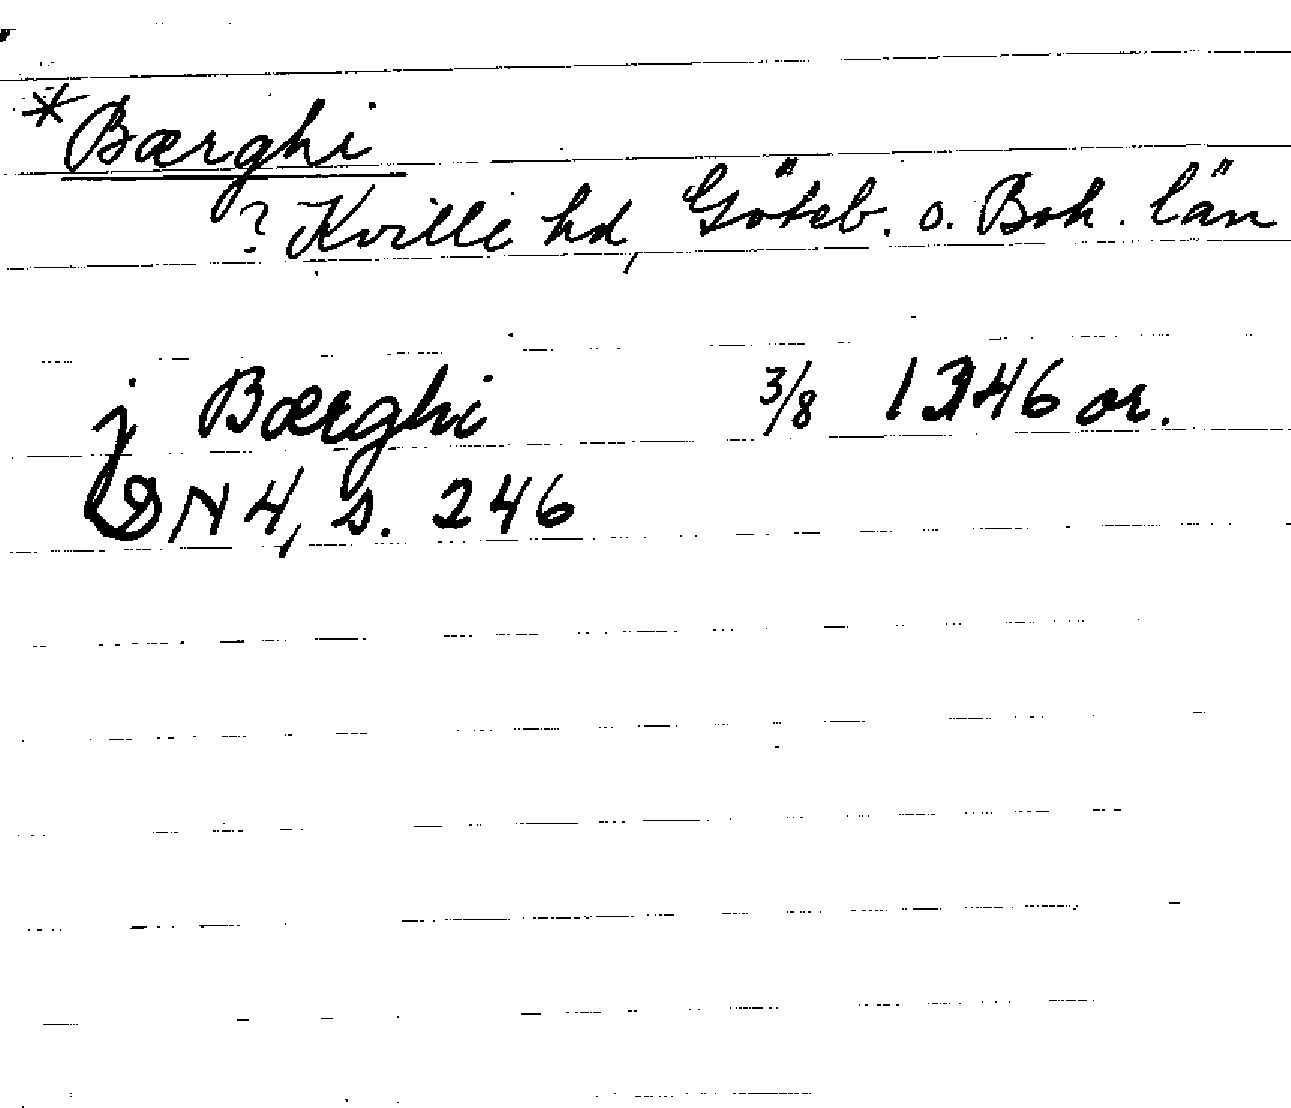 *Bærghi
? Kville hd, Göteb. o. Boh. län
j Bærghi 3/8 1346 or.
DN 4, s. 246